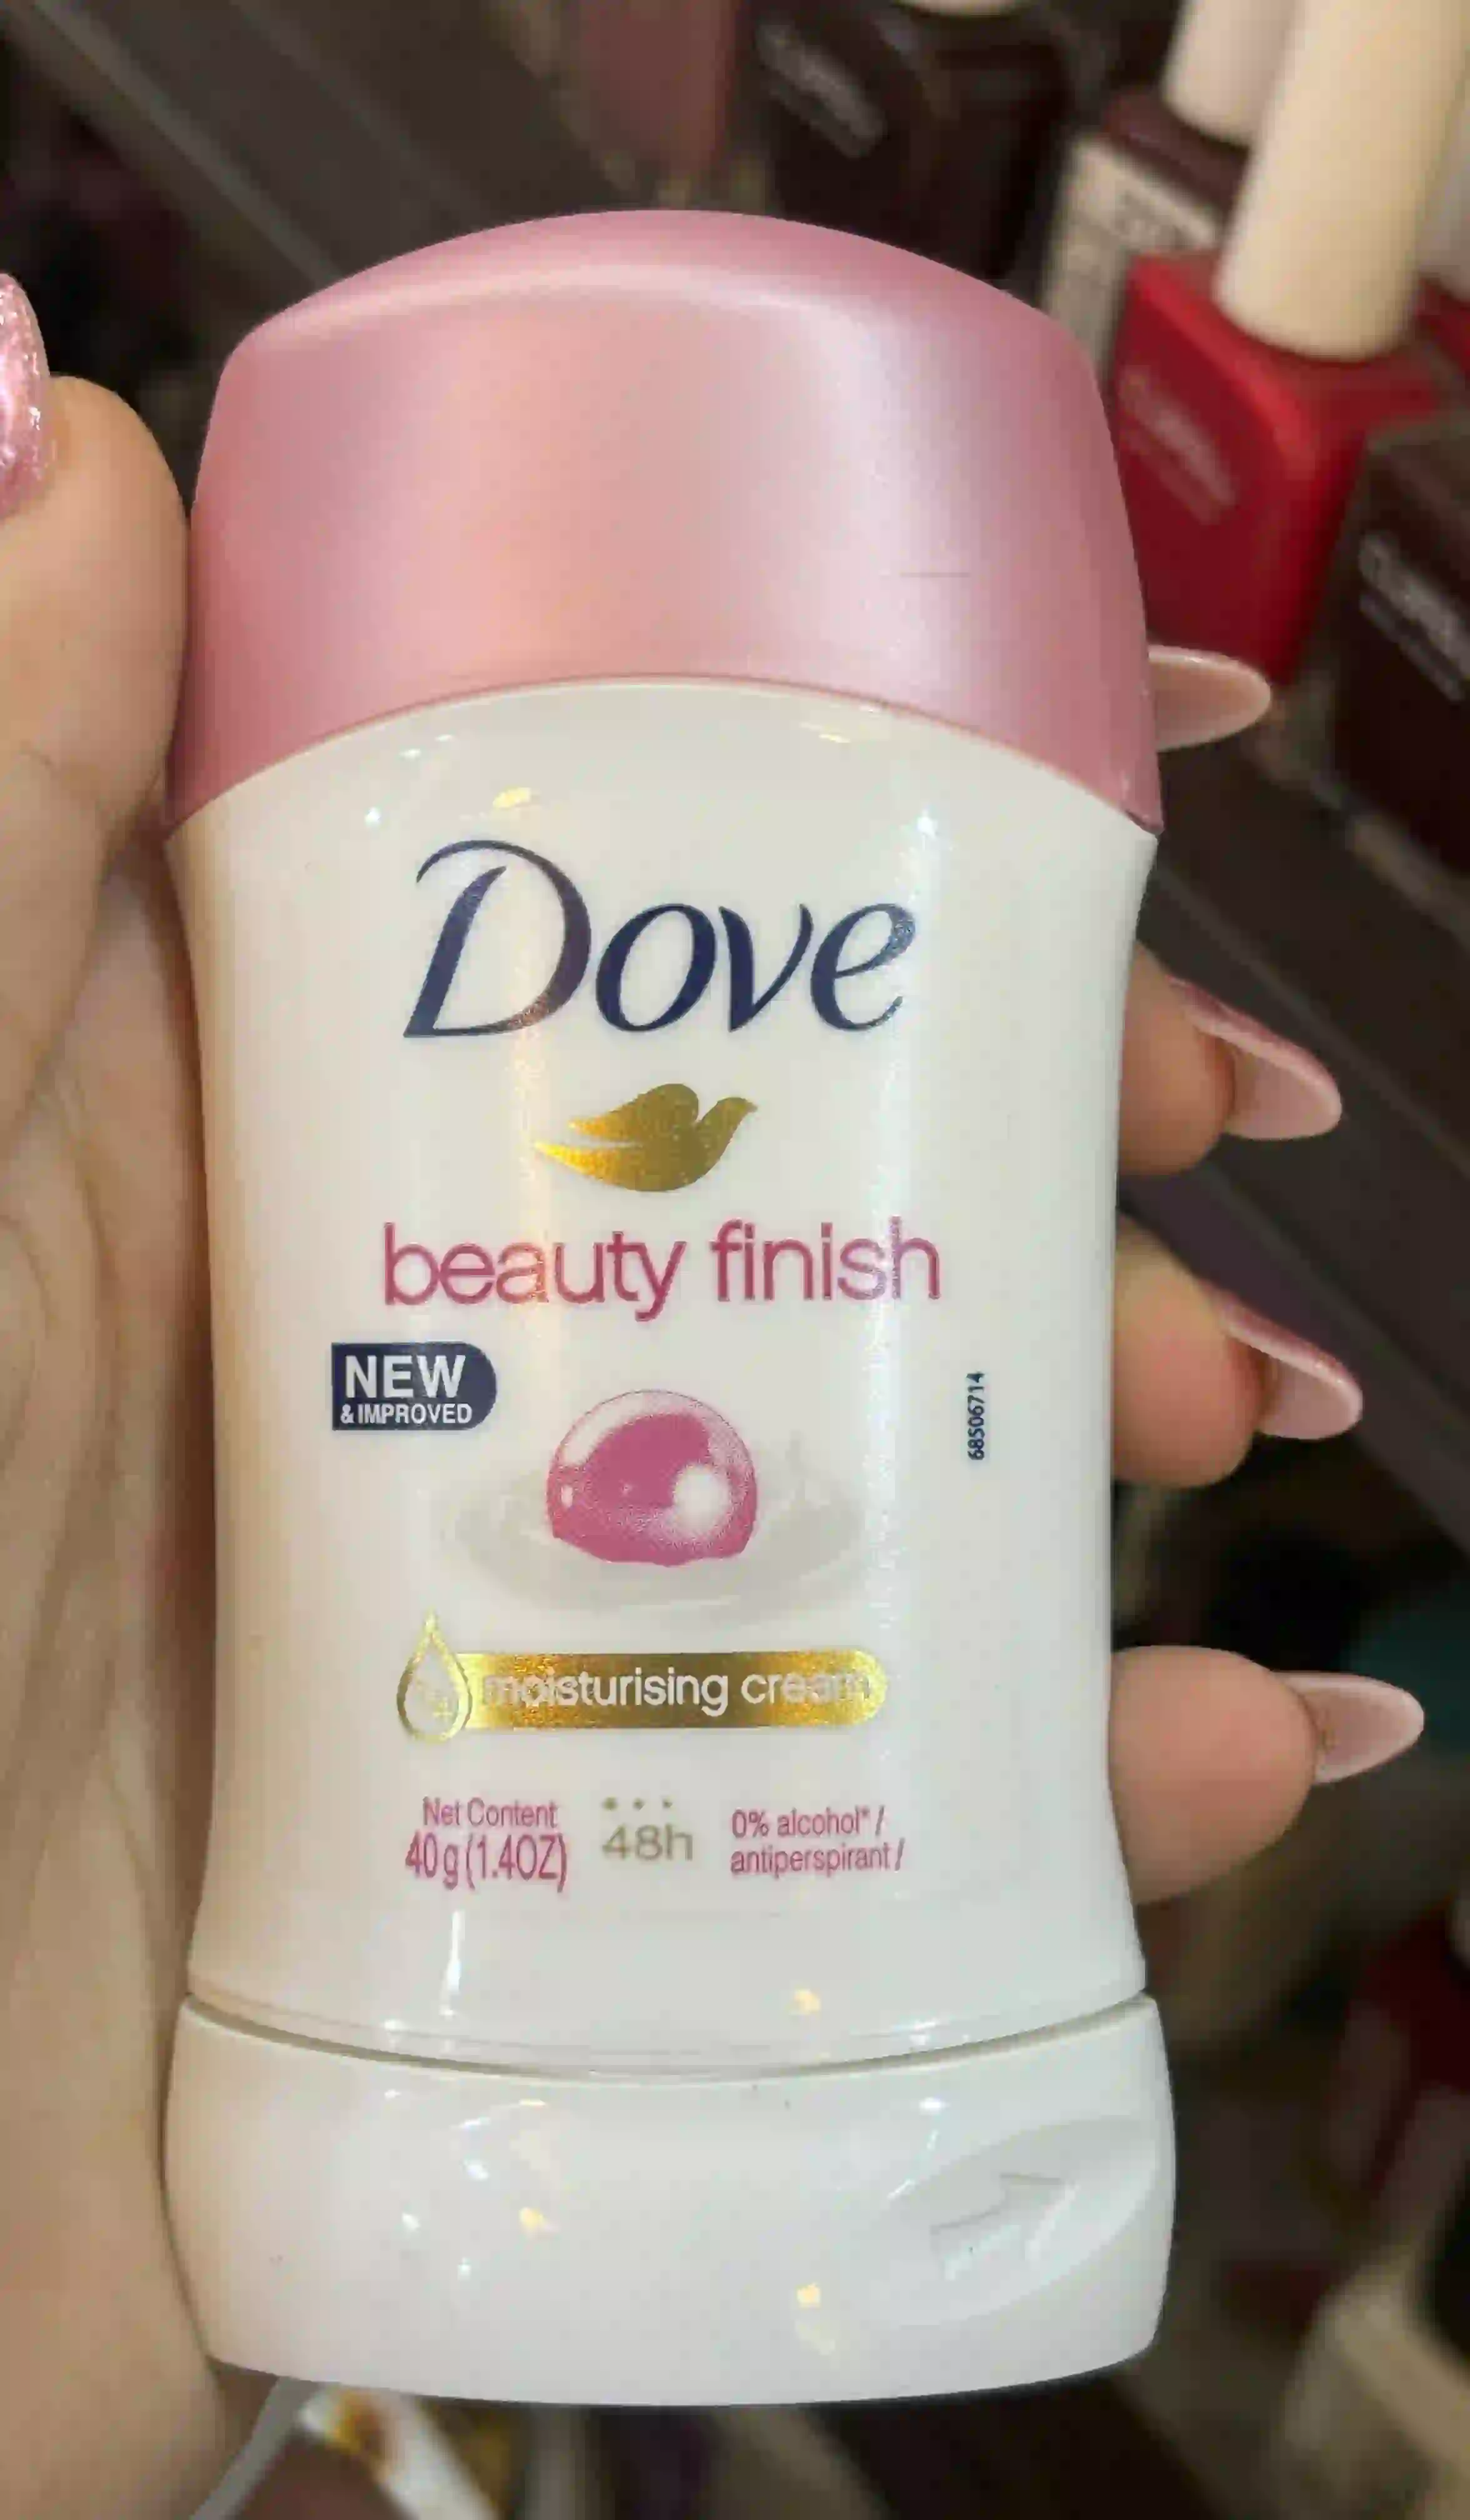 Dove
beauty finish
NEW
& IMPROVED
68506714
moisturising cream
Net Content
40g(1.4OZ)
48h
0% alcohol*/
antiperspirant/